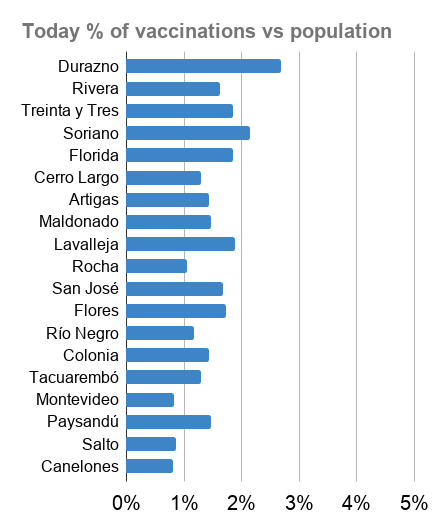 Today % of vaccinations vs population
Durazno
Rivera
Treinta y Tres
Soriano
Florida
Cerro Largo
Artigas
Maldonado
Lavalleja
Rocha
San José
Flores
Río Negro
Colonia
Tacuarembó
Montevideo
Paysandú
Salto
Canelones
0% 1% 2% 3% 4% 5%